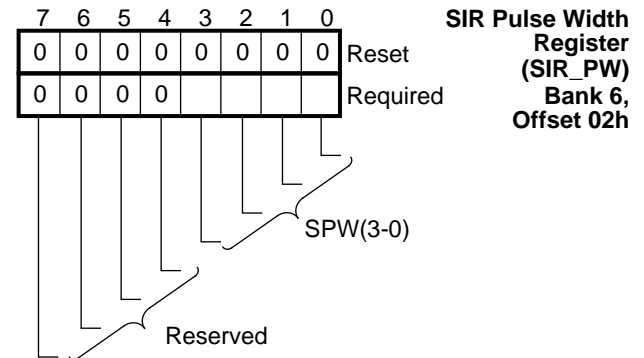 7 6 5 4 3 2 1 0
SIR Pulse Width
Register
(SIR_PW)
Bank 6,
Offset 02h
0 0 0 0 0 0 0 0 Reset
0 0 0 0 Required
SPW(3-0)
Reserved